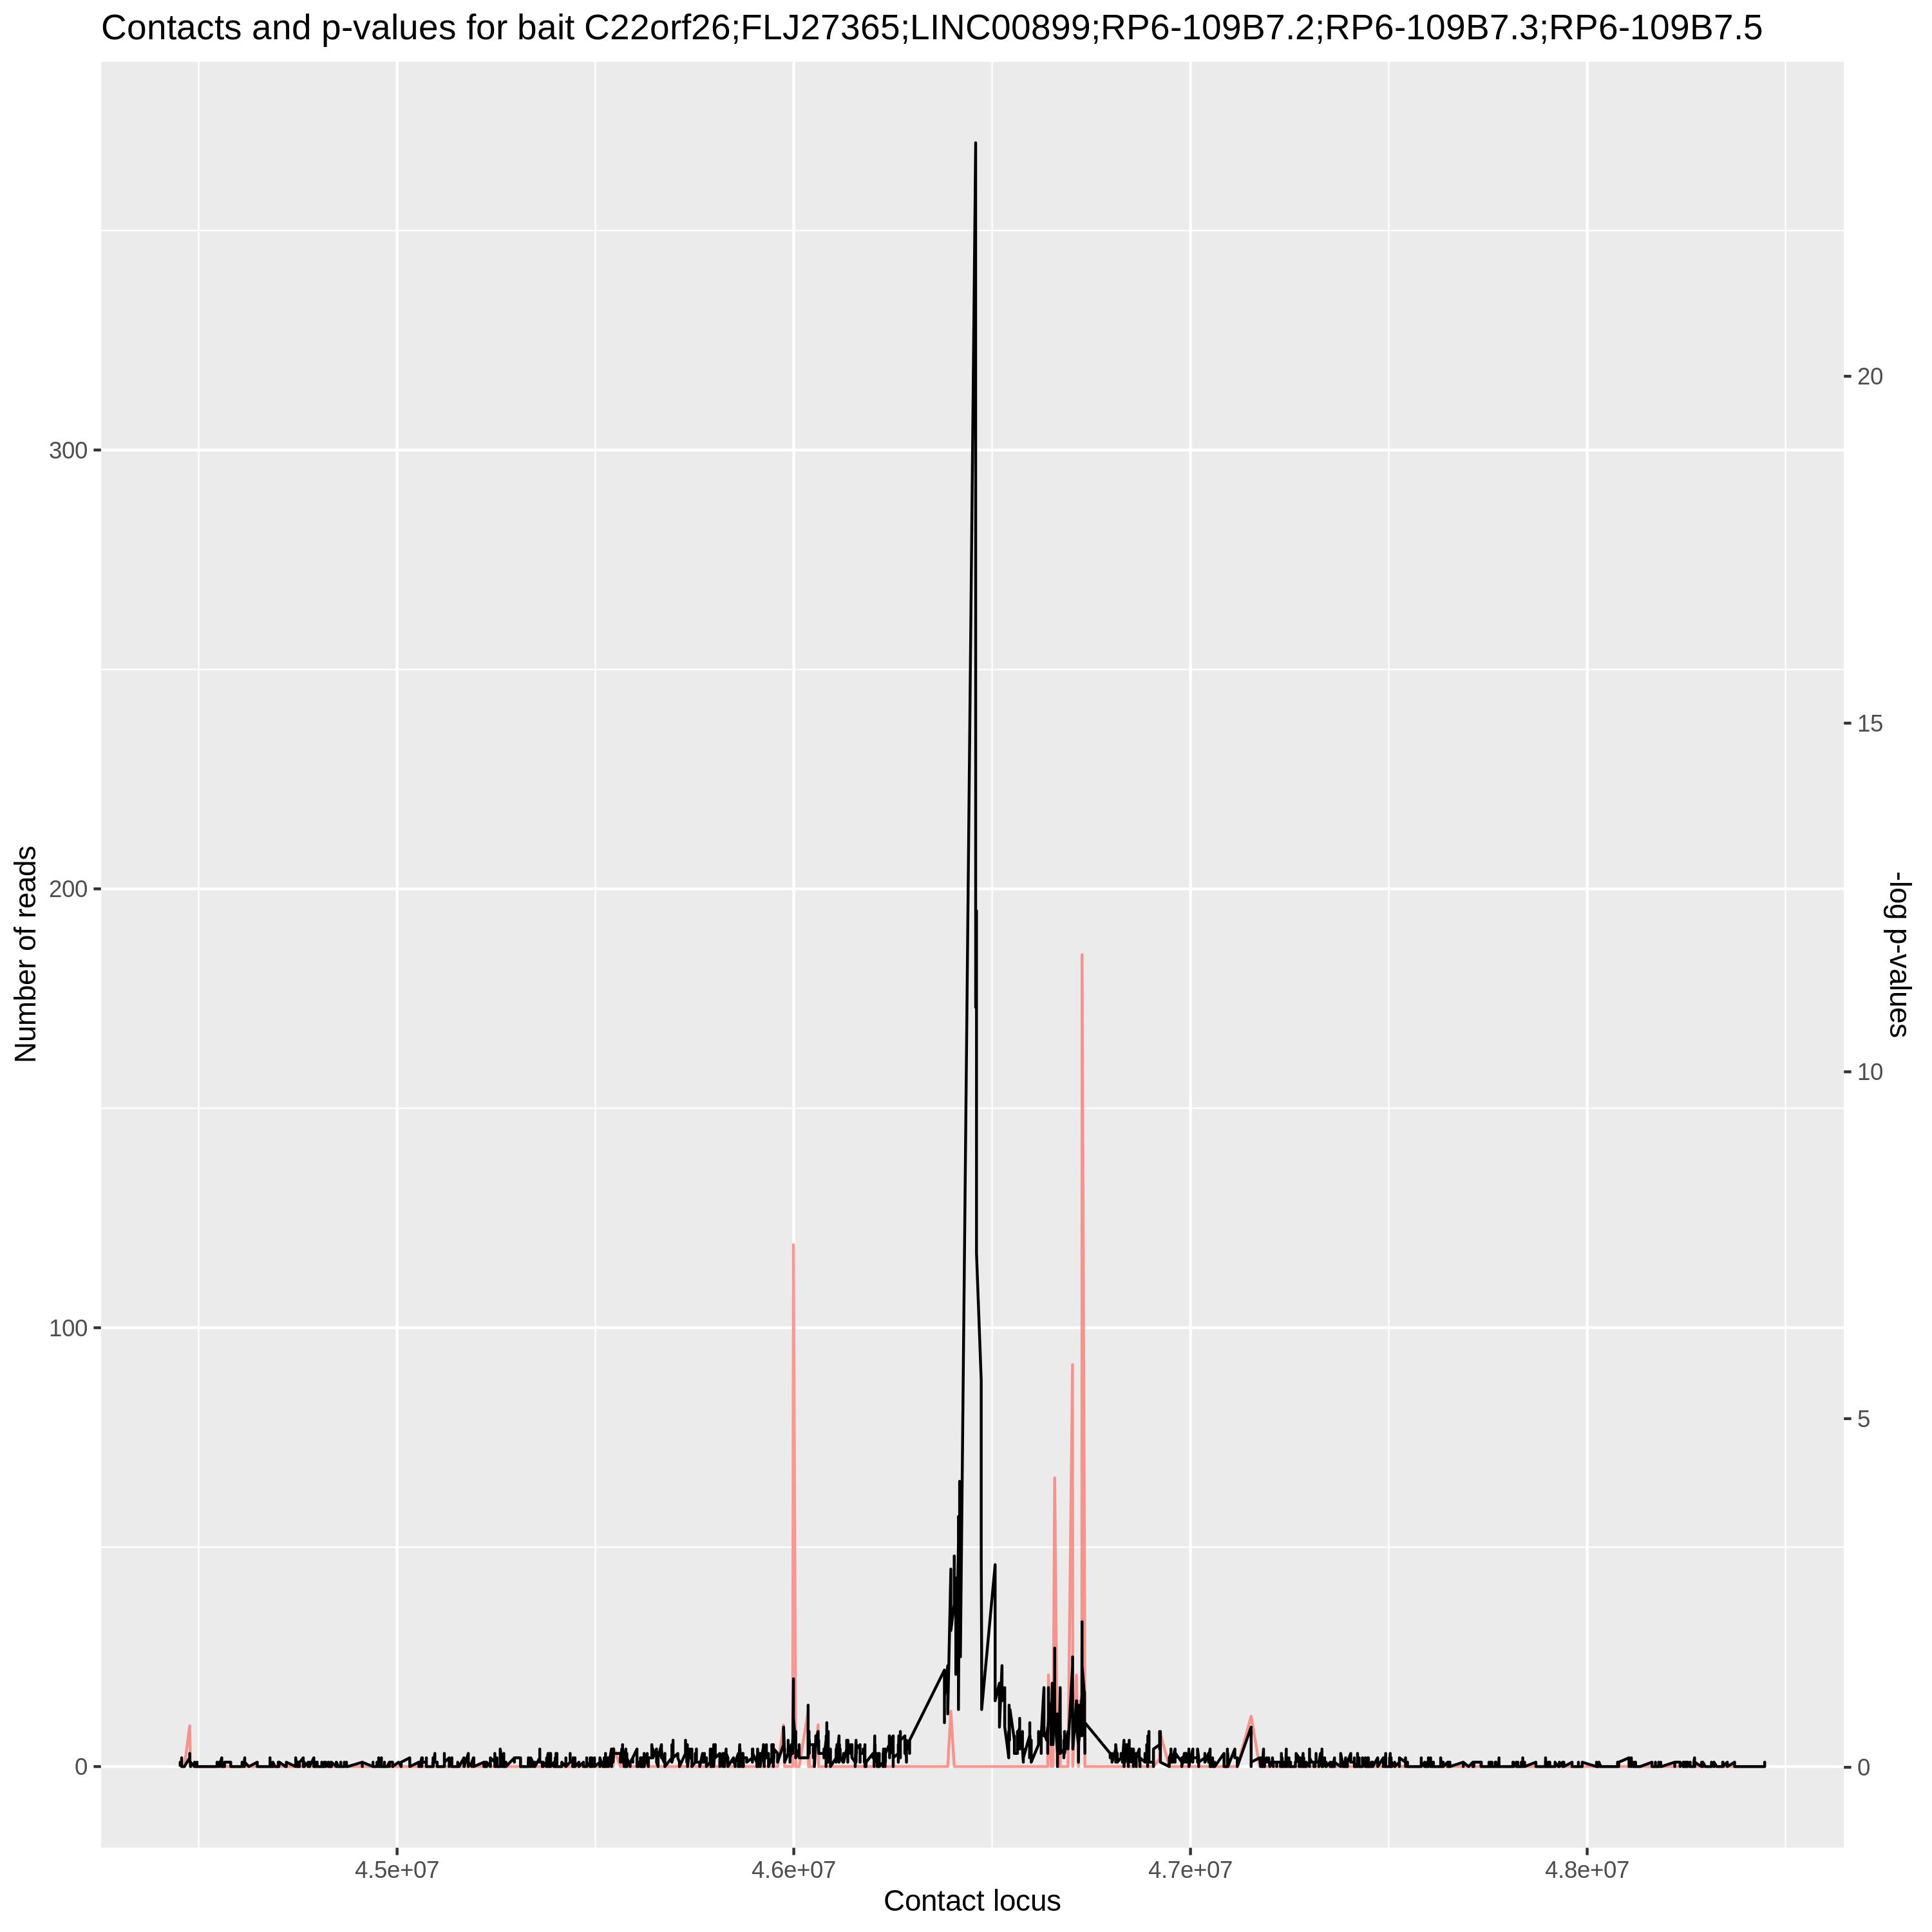 Contacts and p-values for bait C22orf26;FLJ27365;LINC00899;RP6-109B7.2;RP6-109B7.3;RP6-109B7.5
Number of reads
300
200
100
0
20
15
10
5
0
-log p-values
4.5e+07
4.6e+07
4.7e+07
4.8e+07
Contact locus